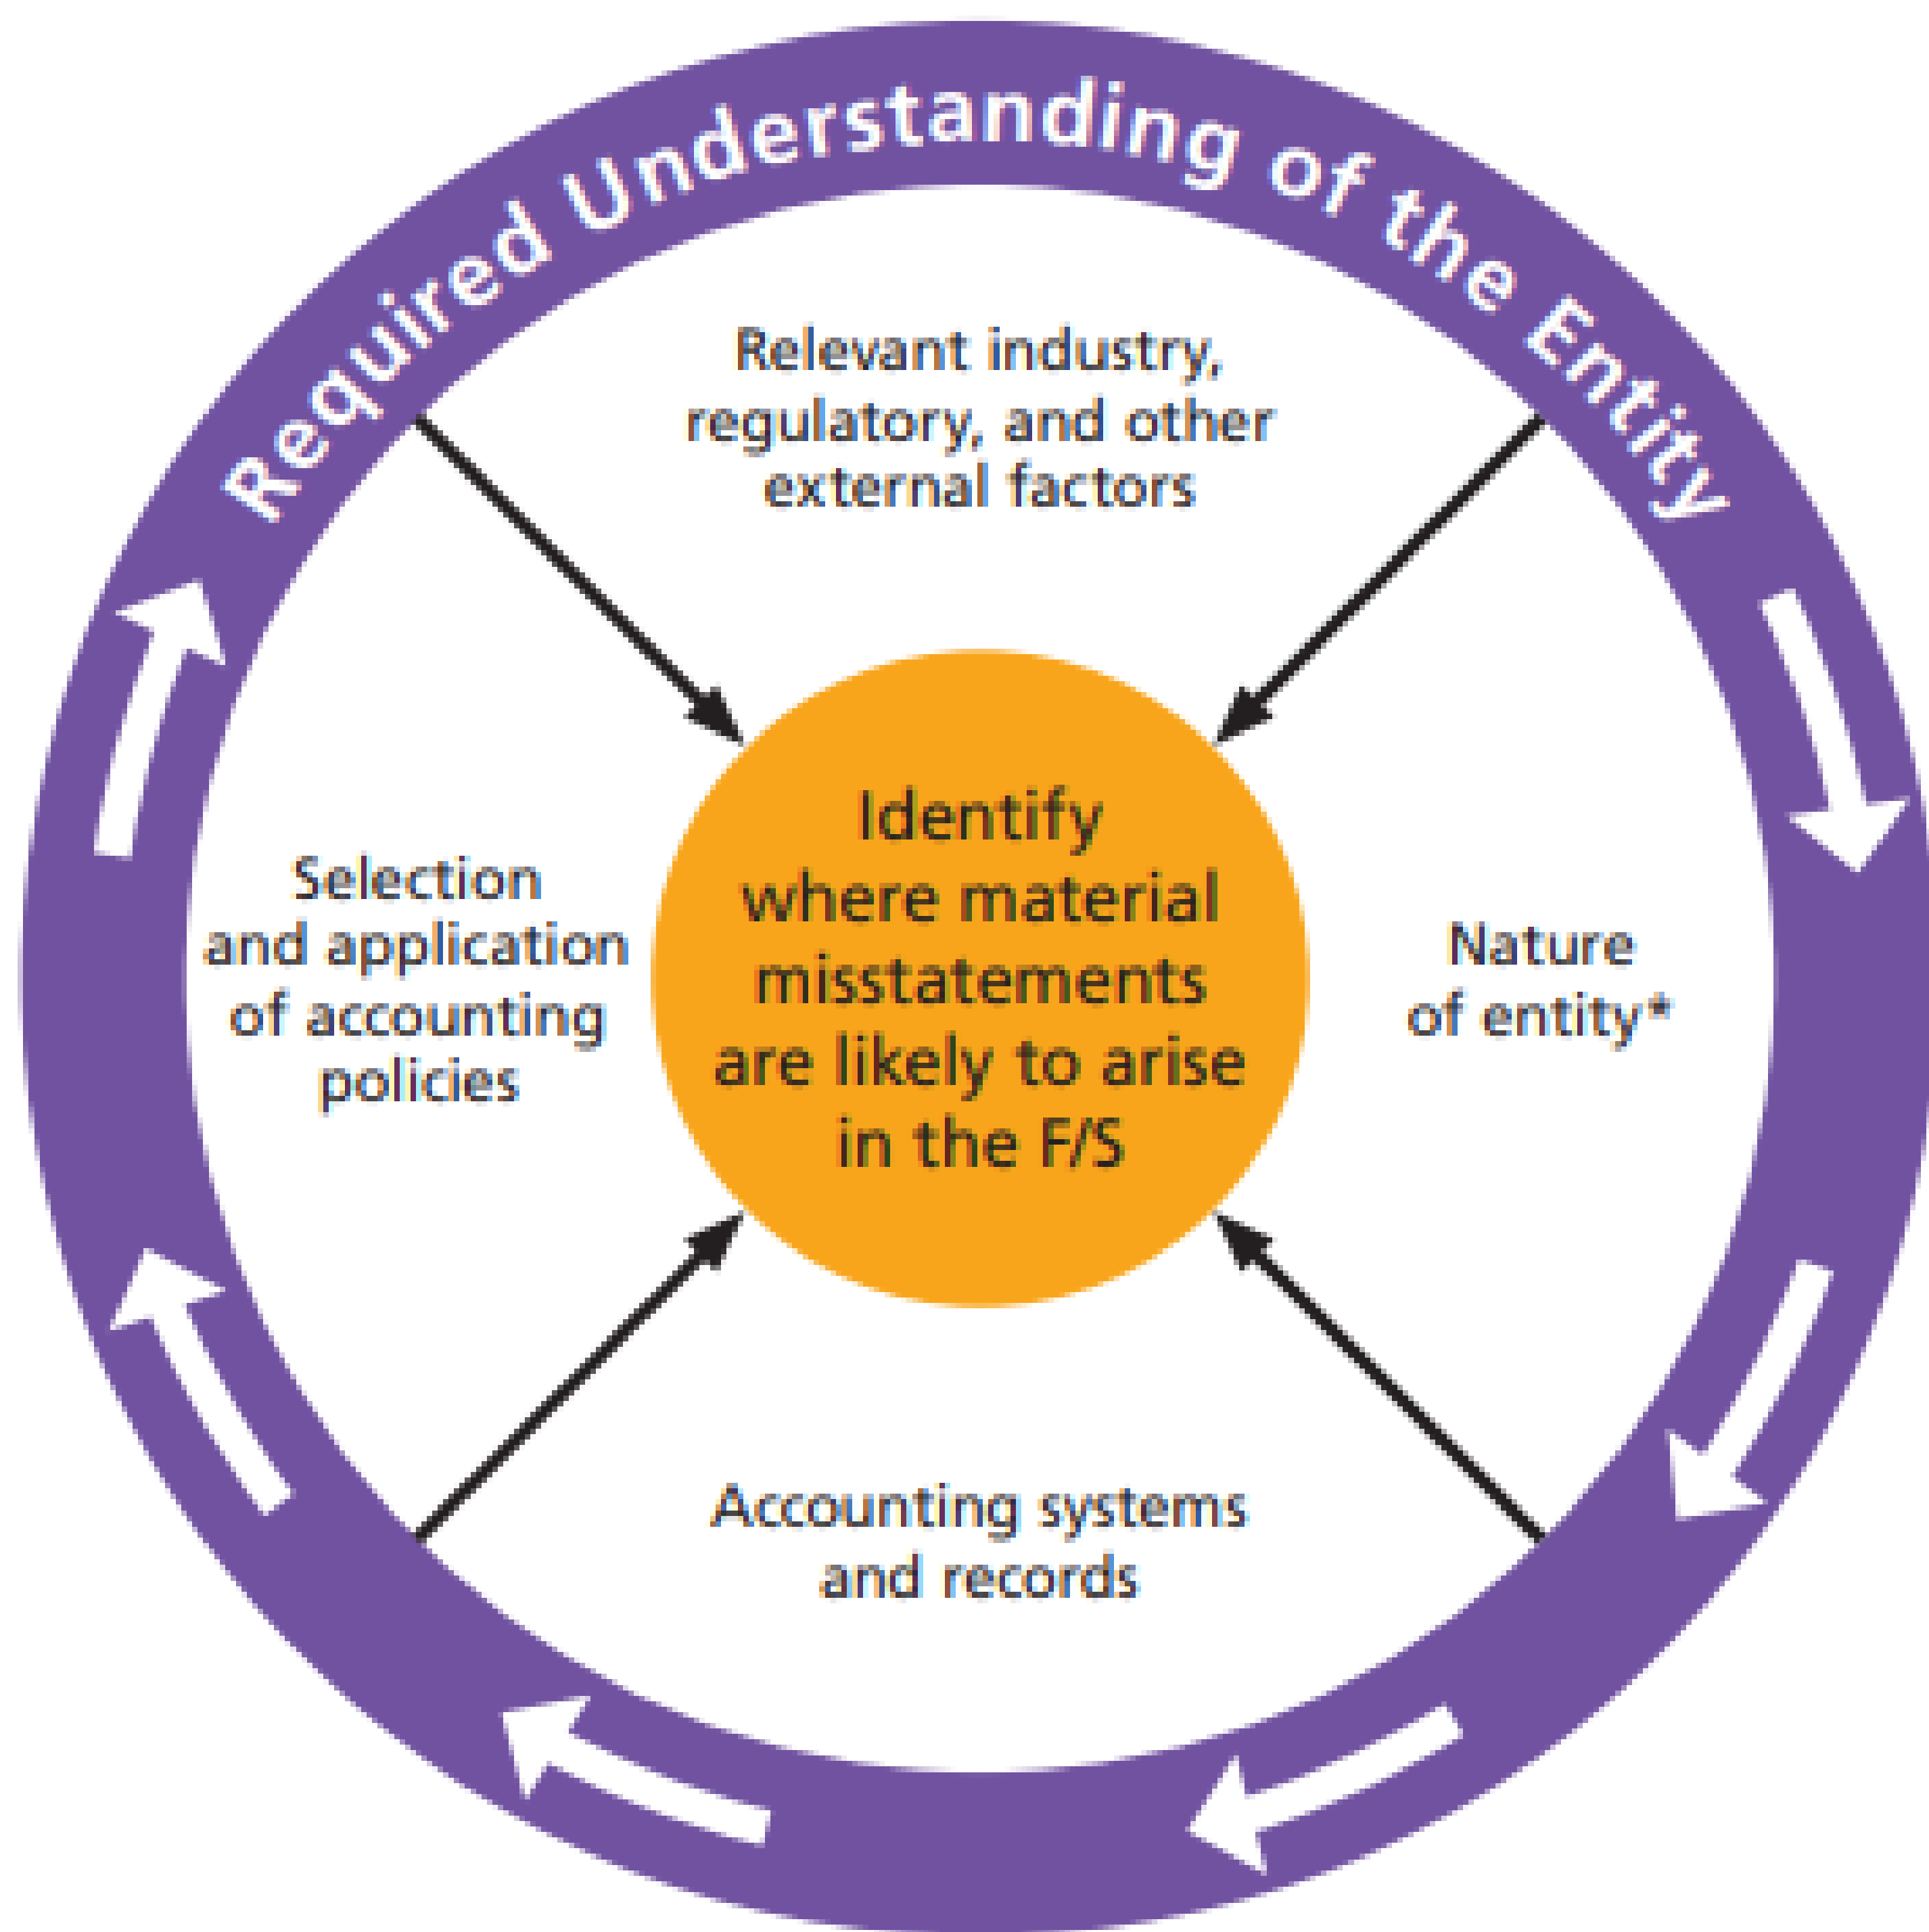 Required Understanding of the Entity
Relevant industry,
regulatory, and other
external factors
Selection
and application
of accounting
policies
Identify
where material
misstatements
are likely to arise
in the F/S
Nature
of entity*
Accounting systems
and records